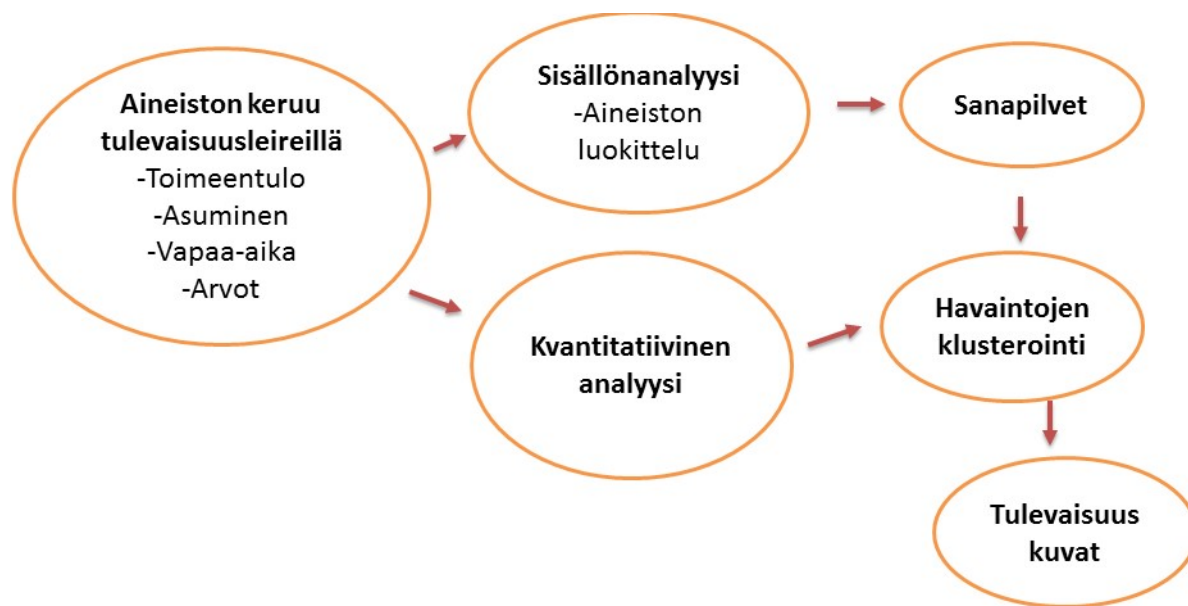 Aineiston keruu
tulevaisuusleireillä
-Toimeentulo
-Asuminen
-Vapaa-aika
-Arvot
Sisällönanalyysi
-Aineiston
luokittelu
Sanapilvet
Kvantitatiivinen
analyysi
Havaintojen
klusterointi
Tulevaisuus
kuvat